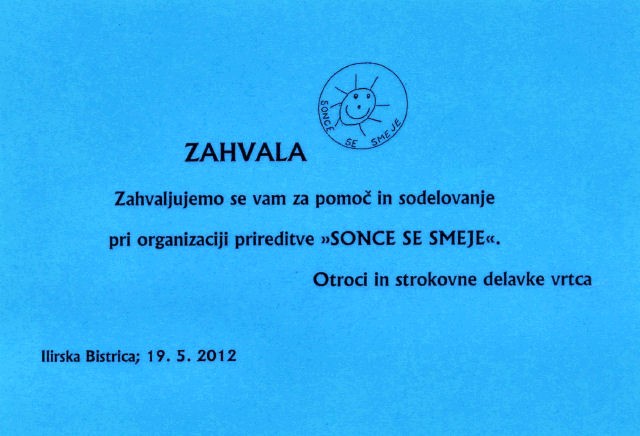 SONCE SE SMEJE
ZAHVALA
Zahvaljujemo se vam za pomoč in sodelovanje
pri organizaciji prireditve »SONCE SE SMEJE«.
Otroci in strokovne delavke vrtca
Ilirska Bistrica; 19. 5. 2012